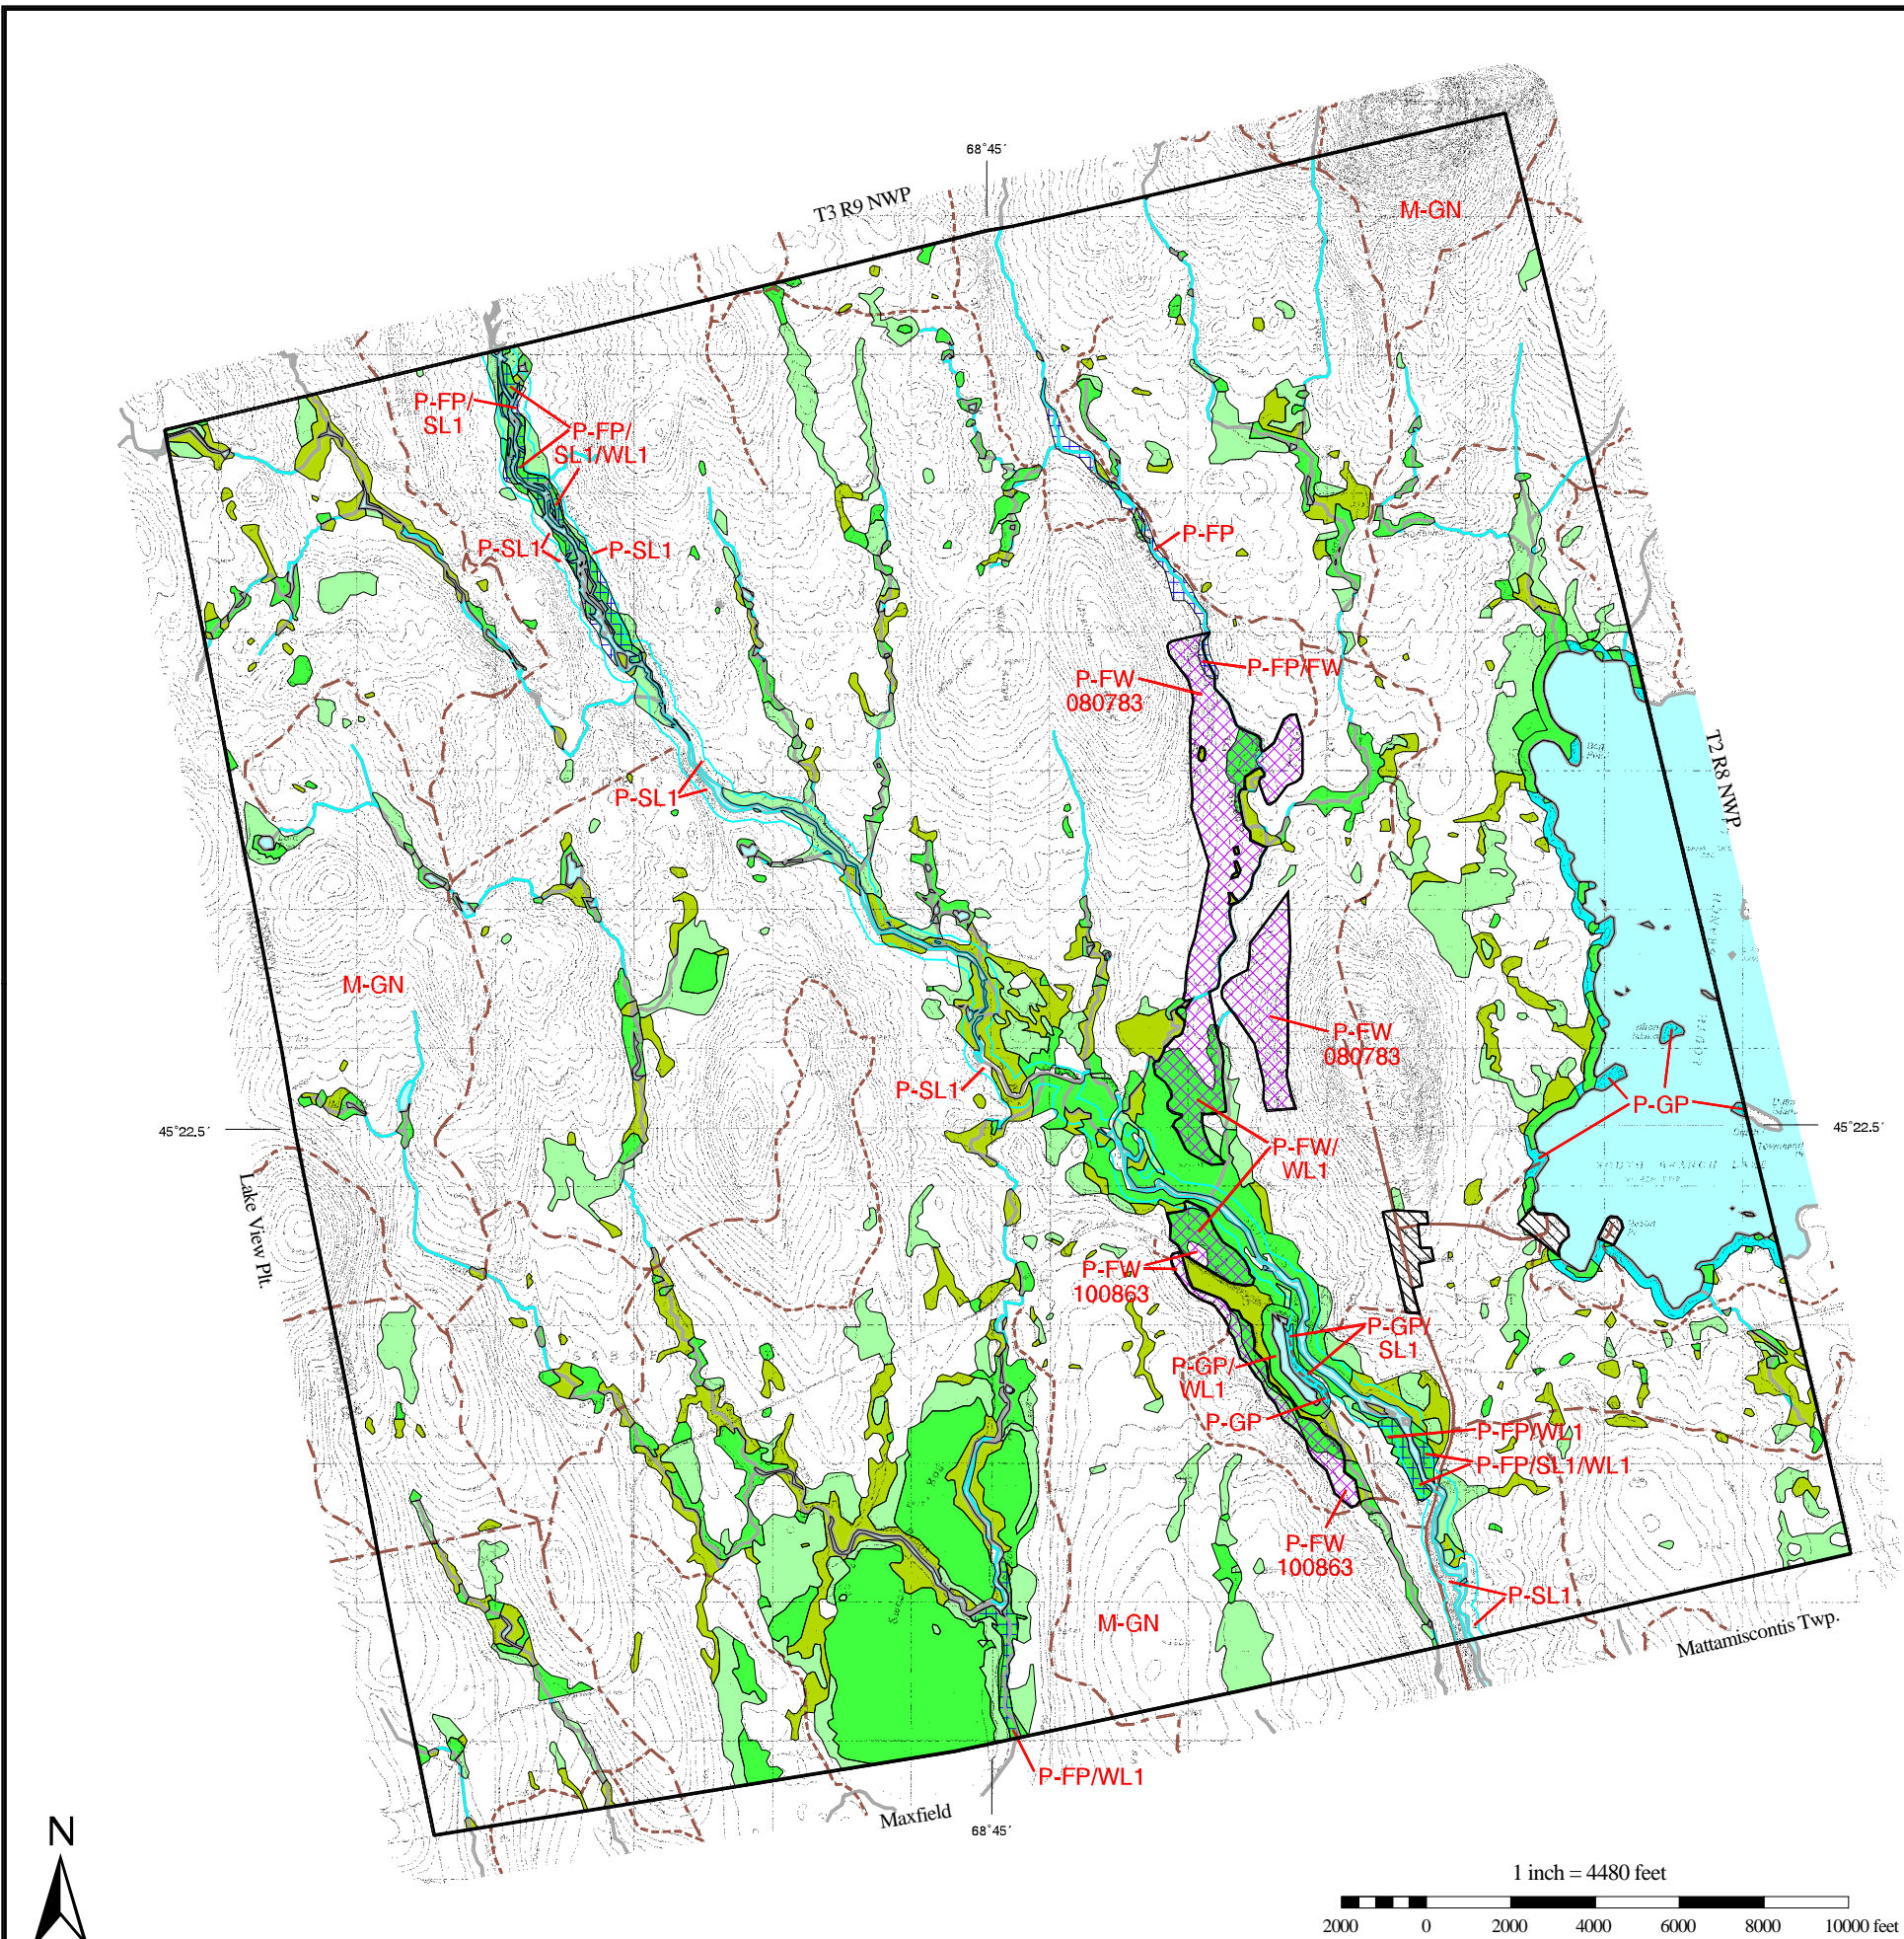 68°45´
T3 R9 NWP
M-GN
P-FP/
SL1
P-FP/
SL1/WL1
P-SL1
P-SL1
P-FP
P-FP/FW
P-FW
080783
T2 R8 NWP
P-SL1
M-GN
P-FW
080783
P-SL1
P-GP
45°22.5´
45°22.5´
P-FW/
WL1
SOUTH BRANCH LAKE
Lake View Plt.
P-FW
100863
P-GP/
SL1
P-GP/
WL1
P-GP
P-FP/WL1
P-FP/SL1/WL1
P-FW
100863
P-SL1
M-GN
Mattamiscontis Twp.
P-FP/WL1
Maxfield
68°45´
N
1 inch = 4480 feet
2000 0 2000 4000 6000 8000 10000 feet